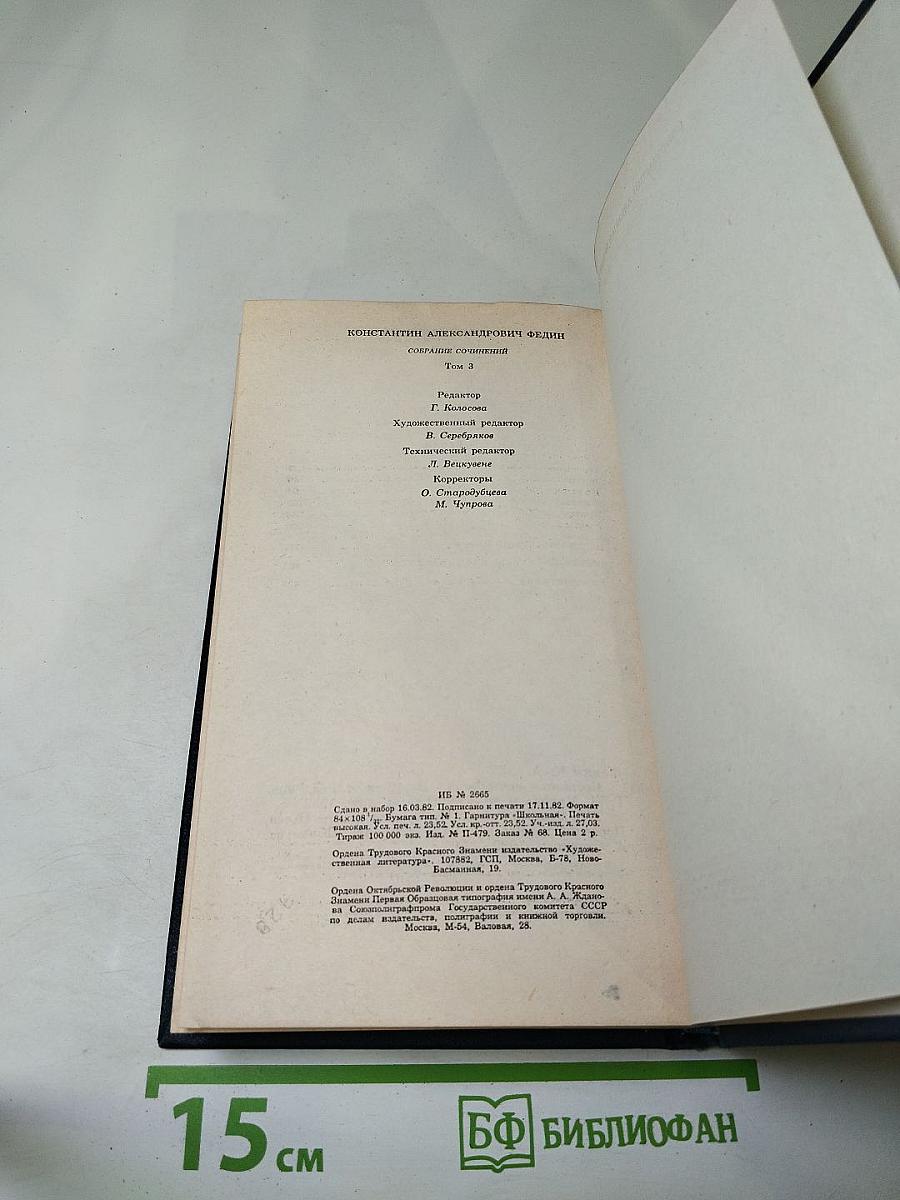 КОНСТАНТИН АЛЕКСАНДРОВИЧ ФЕДИН
СОБРАНИЕ СОЧИНЕНИЙ
Том 3
Редактор
Г. Колосова
Художественный редактор
В. Серебряков
Технический редактор
Л. Вецкувене
Корректоры
О. Стародубцева
М. Чупрова
ИБ № 2665
Сдано в набор 16.03.82. Подписано к печати 17.11.82. Формат
84×108 1/32. Бумага тип. № 1. Гарнитура «Школьная». Печать
высокая. Усл. печ. л. 23,52. Усл. кр.-отт. 23,52. Уч.-изд. л. 27,03.
Тираж 100 000 экз. Изд. № П-479. Заказ № 68. Цена 2 р.
Ордена Трудового Красного Знамени издательство «Художе-
ственная литература». 107882, ГСП, Москва, Б-78, Ново-
Басманная, 19.
Ордена Октябрьской Революции и ордена Трудового Красного
Знамени Первая Образцовая типография имени А. А. Ждано-
ва Союзполиграфпрома Государственного комитета СССР
по делам издательств, полиграфии и книжной торговли.
Москва, М-54, Валовая, 28.
15 см
БФ БИБЛИОФАН